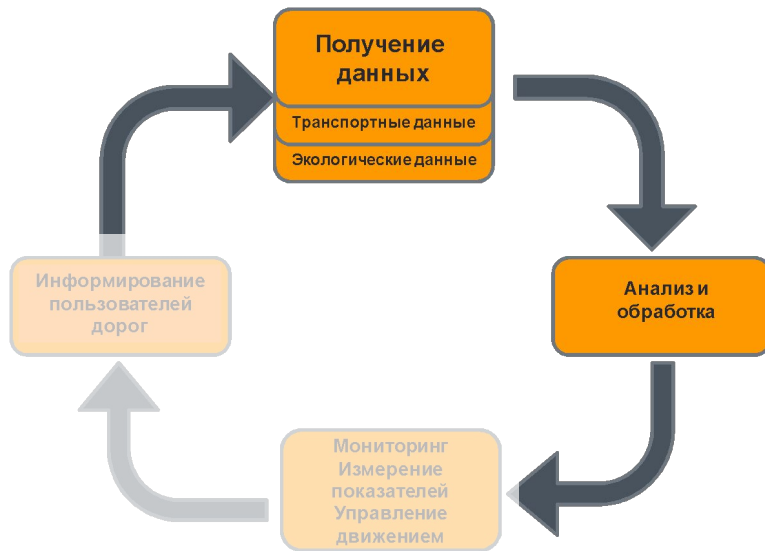 Получение
данных
Транспортные данные
Экологические данные
Информирование
пользователей
дорог
Анализ и
обработка
Мониторинг
Измерение
показателей
Управление
движением